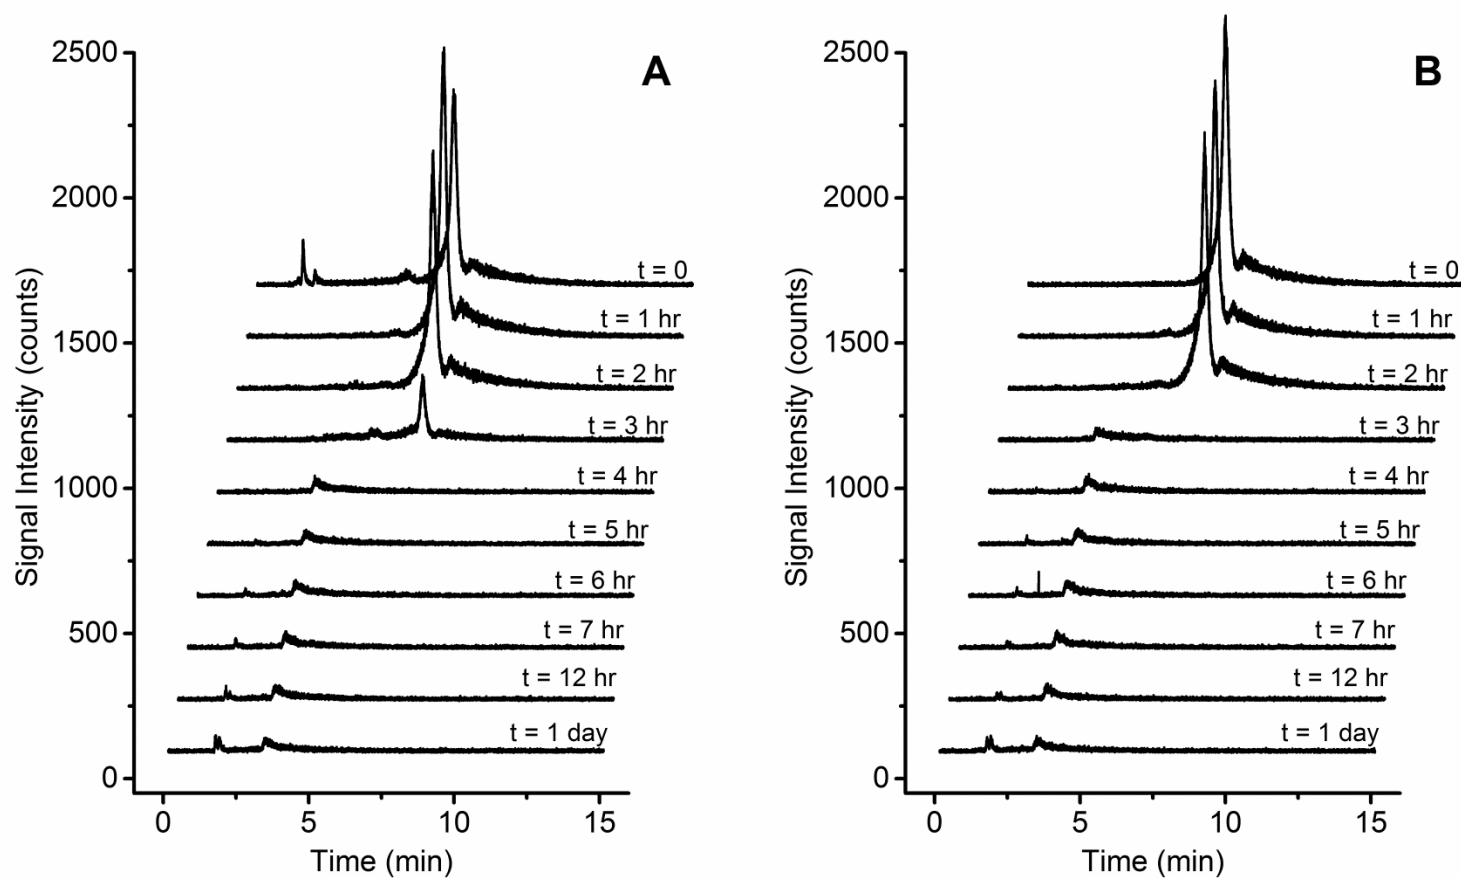 A
2500
2000
1500
1000
500
0
Signal Intensity (counts)
t = 0
t = 1 hr
t = 2 hr
t = 3 hr
t = 4 hr
t = 5 hr
t = 6 hr
t = 7 hr
t = 12 hr
t = 1 day
0 5 10 15
Time (min)
B
2500
2000
1500
1000
500
0
Signal Intensity (counts)
t = 0
t = 1 hr
t = 2 hr
t = 3 hr
t = 4 hr
t = 5 hr
t = 6 hr
t = 7 hr
t = 12 hr
t = 1 day
0 5 10 15
Time (min)